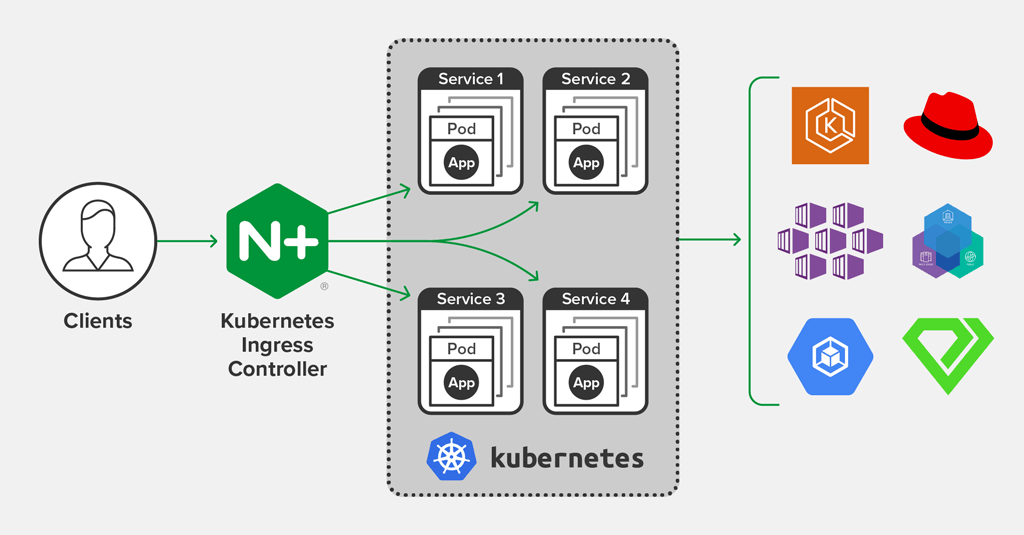 Clients
N+
®
Kubernetes
Ingress
Controller
Service 1
Pod
App
Service 2
Pod
App
Service 3
Pod
App
Service 4
Pod
App
kubernetes
K